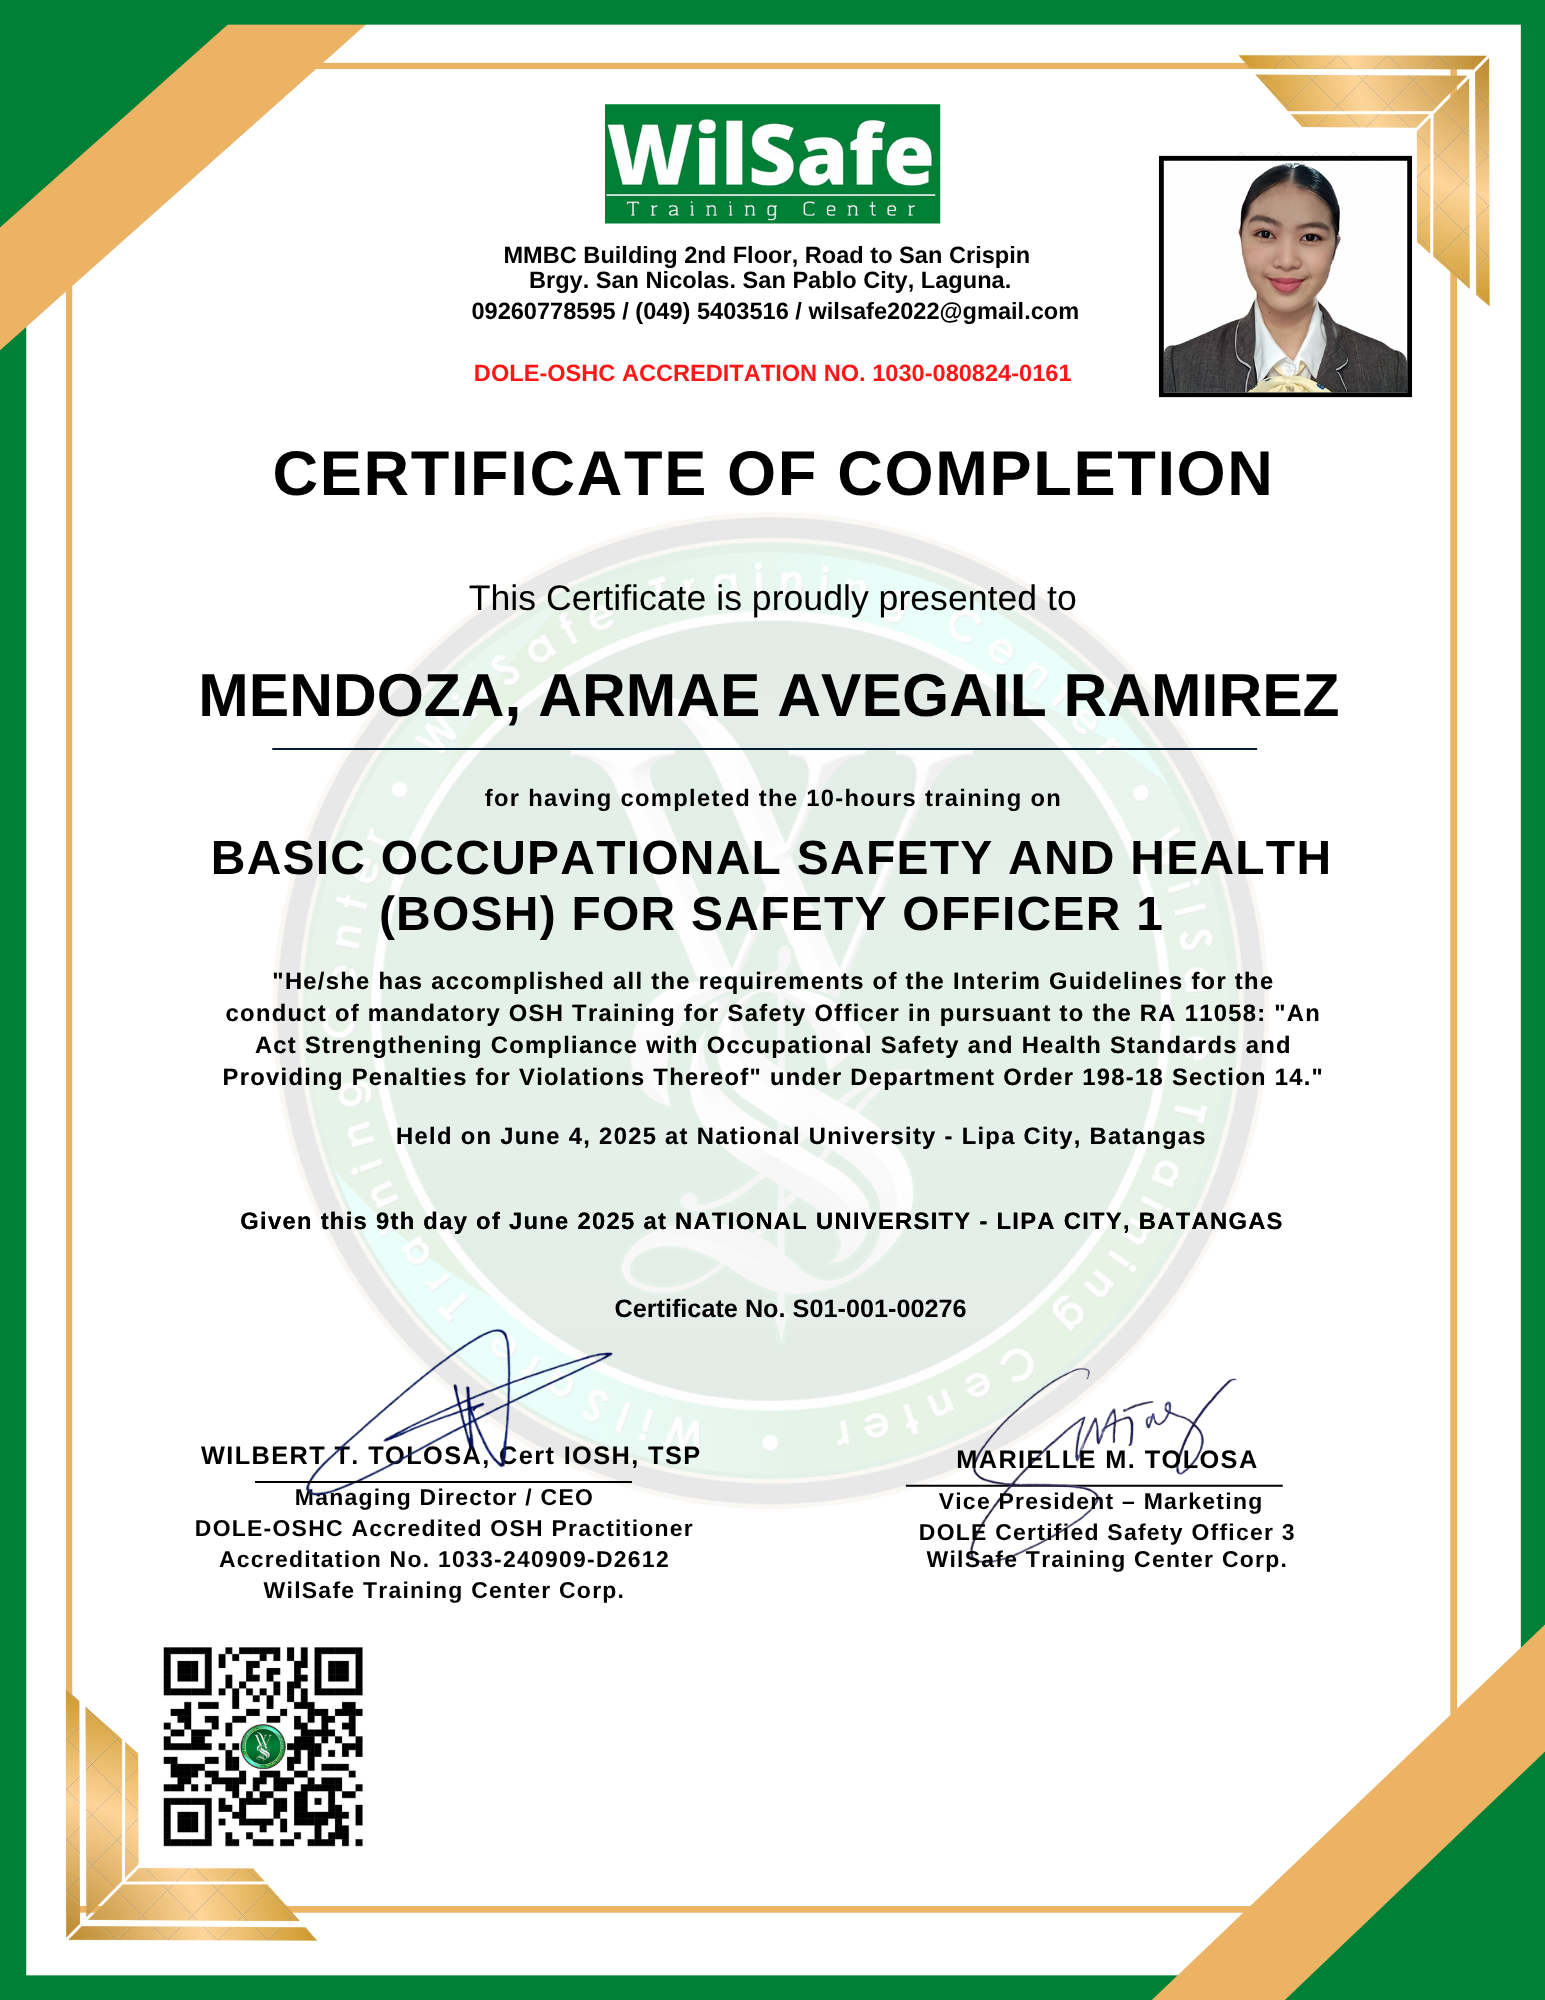 WilSafe
Training Center
MMBC Building 2nd Floor, Road to San Crispin
Brgy. San Nicolas. San Pablo City, Laguna.
09260778595 / (049) 5403516 / wilsafe2022@gmail.com
DOLE-OSHC ACCREDITATION NO. 1030-080824-0161
CERTIFICATE OF COMPLETION
This Certificate is proudly presented to
MENDOZA, ARMAE AVEGAIL RAMIREZ
for having completed the 10-hours training on
BASIC OCCUPATIONAL SAFETY AND HEALTH
(BOSH) FOR SAFETY OFFICER 1
"He/she has accomplished all the requirements of the Interim Guidelines for the
conduct of mandatory OSH Training for Safety Officer in pursuant to the RA 11058: "An
Act Strengthening Compliance with Occupational Safety and Health Standards and
Providing Penalties for Violations Thereof" under Department Order 198-18 Section 14."
Held on June 4, 2025 at National University - Lipa City, Batangas
Given this 9th day of June 2025 at NATIONAL UNIVERSITY - LIPA CITY, BATANGAS
Certificate No. S01-001-00276
WILBERT T. TOLOSA, Cert IOSH, TSP
Managing Director / CEO
DOLE-OSHC Accredited OSH Practitioner
Accreditation No. 1033-240909-D2612
WilSafe Training Center Corp.
MARIELLE M. TOLOSA
Vice President – Marketing
DOLE Certified Safety Officer 3
WilSafe Training Center Corp.
WilSafe Training Center • WilSafe Training Center • WilSafe Training Center •